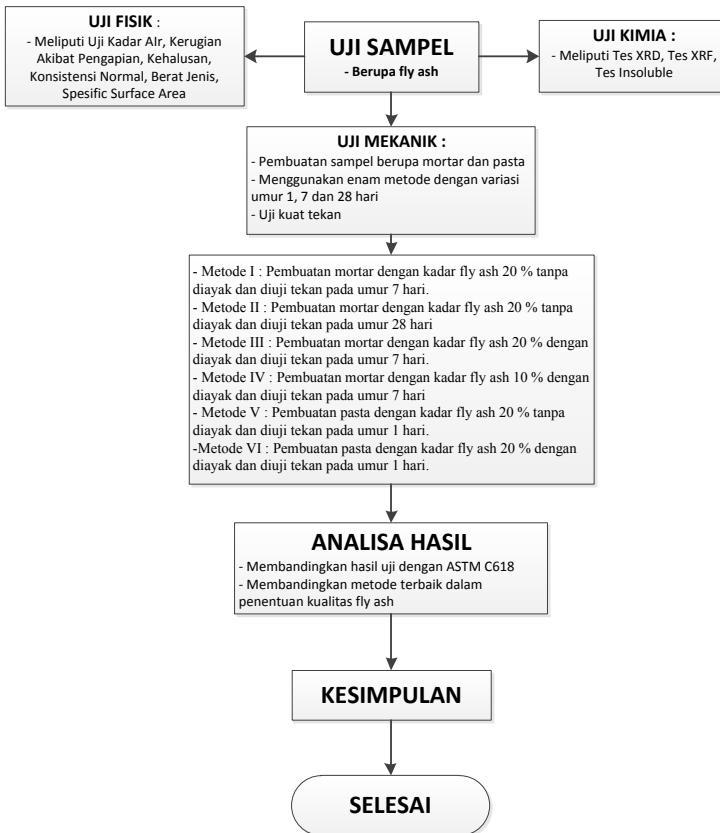 UJI FISIK :
- Meliputi Uji Kadar AIr, Kerugian
Akibat Pengapian, Kehalusan,
Konsistensi Normal, Berat Jenis,
Spesific Surface Area
UJI SAMPEL
- Berupa fly ash
UJI KIMIA :
- Meliputi Tes XRD, Tes XRF,
Tes Insoluble
UJI MEKANIK :
- Pembuatan sampel berupa mortar dan pasta
- Menggunakan enam metode dengan variasi
umur 1, 7 dan 28 hari
- Uji kuat tekan
- Metode I : Pembuatan mortar dengan kadar fly ash 20 % tanpa
diayak dan diuji tekan pada umur 7 hari.
- Metode II : Pembuatan mortar dengan kadar fly ash 20 % tanpa
diayak dan diuji tekan pada umur 28 hari
- Metode III : Pembuatan mortar dengan kadar fly ash 20 % dengan
diayak dan diuji tekan pada umur 7 hari.
- Metode IV : Pembuatan mortar dengan kadar fly ash 10 % dengan
diayak dan diuji tekan pada umur 7 hari
- Metode V : Pembuatan pasta dengan kadar fly ash 20 % tanpa
diayak dan diuji tekan pada umur 1 hari.
-Metode VI : Pembuatan pasta dengan kadar fly ash 20 % dengan
diayak dan diuji tekan pada umur 1 hari.
ANALISA HASIL
- Membandingkan hasil uji dengan ASTM C618
- Membandingkan metode terbaik dalam
penentuan kualitas fly ash
KESIMPULAN
SELESAI